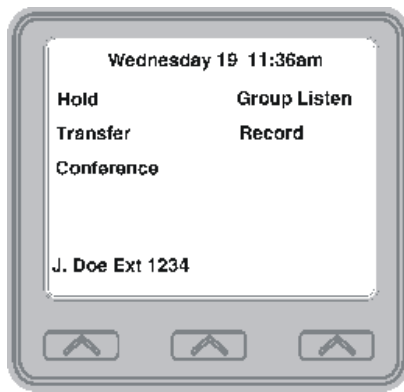 Wednesday 19 11:36am
Hold Group Listen
Transfer Record
Conference
J. Doe Ext 1234